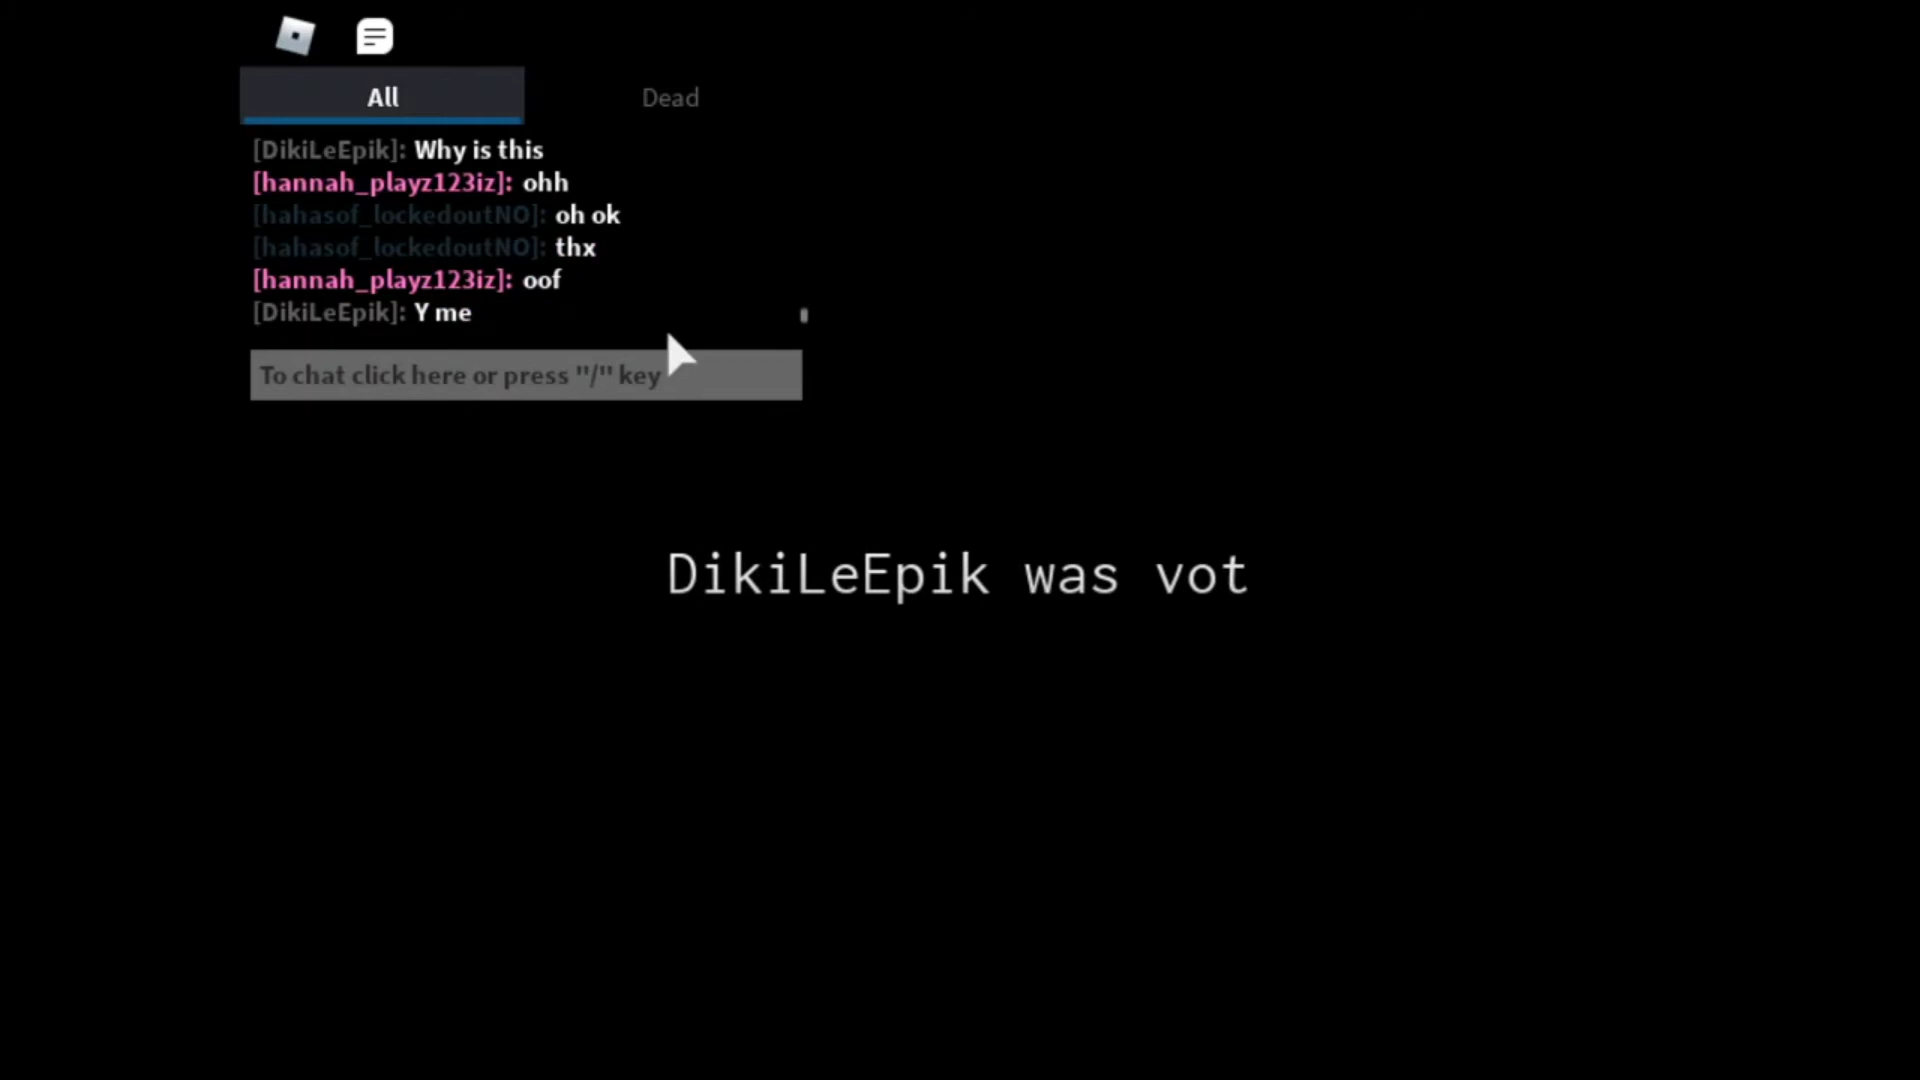 All
Dead
[DikiLeEpik]: Why is this
[hannah_playz123iz]: ohh
[hahasof_lockedoutNO]: oh ok
[hahasof_lockedoutNO]: thx
[hannah_playz123iz]: oof
[DikiLeEpik]: Y me
To chat click here or press "/" key
DikiLeEpik was vot